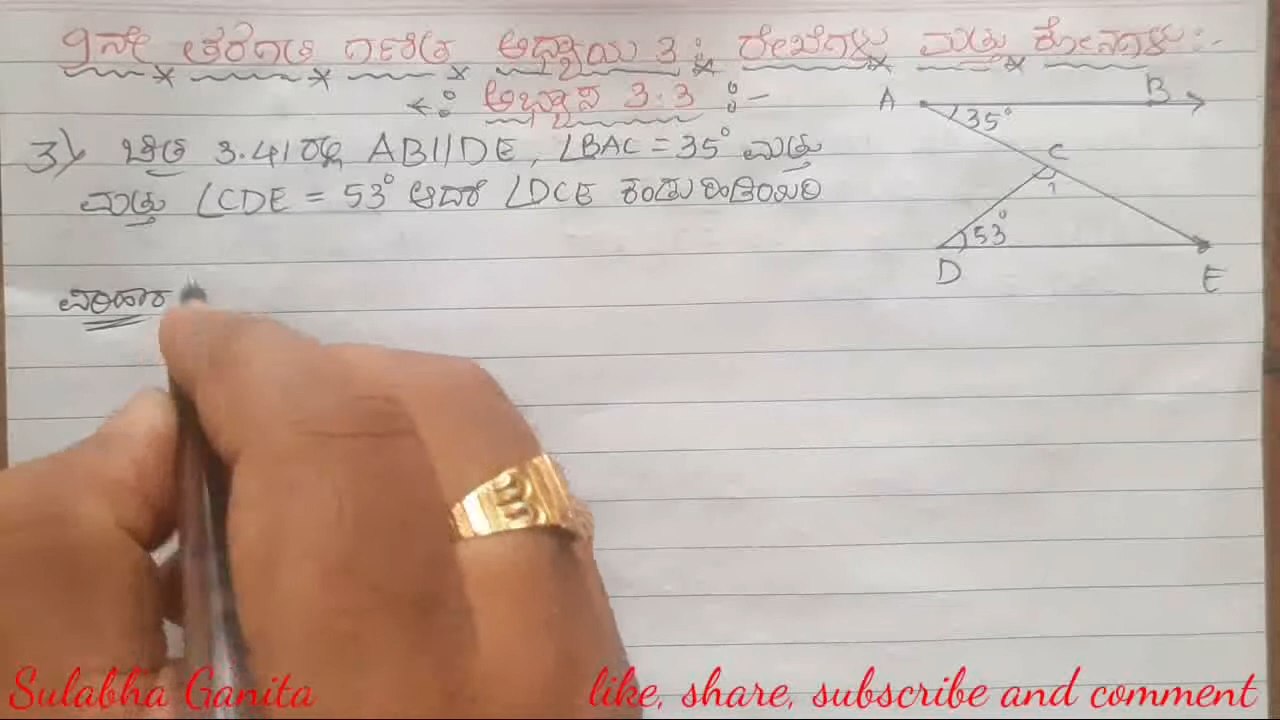 9ನೇ ತರಗತಿ ಗಣಿತ ಅಧ್ಯಾಯ 3: ರೇಖೆಗಳು ಮತ್ತು ಕೋನಗಳು :-
←: ಅಭ್ಯಾಸ 3.3 :-
3) ಚಿತ್ರ 3.41ರಲ್ಲಿ AB//DE, ∠BAC = 35° ಮತ್ತು
ಮತ್ತು ∠CDE = 53° ಆದರೆ ∠DCE ಕಂಡುಹಿಡಿಯಿರಿ
A B
35°
C
?
53°
D E
ಪರಿಹಾರ
Sulabha Ganita like, share, subscribe and comment